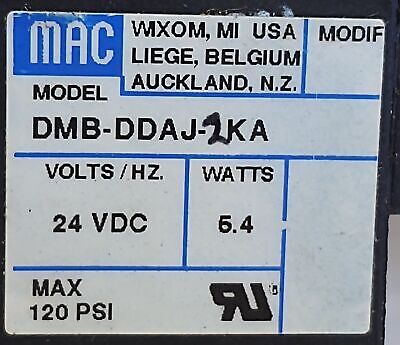 MAC
WIXOM, MI USA
LIEGE, BELGIUM
AUCKLAND, N.Z.
MODIF
MODEL
DMB-DDAJ-2KA
VOLTS/HZ.
WATTS
24 VDC
5.4
MAX
120 PSI